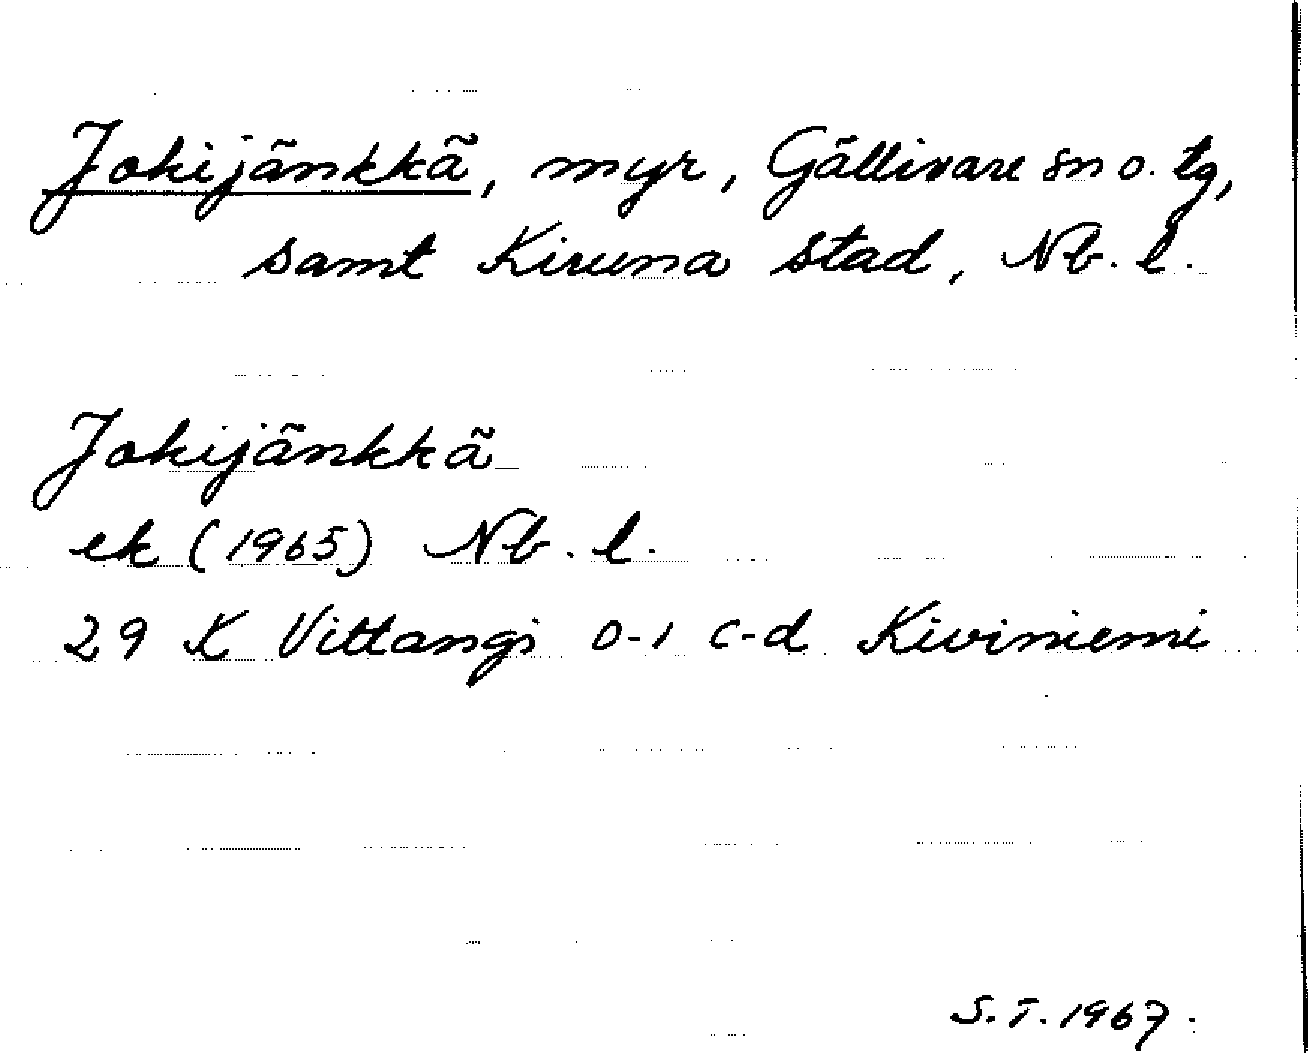 Jokijänkkä, myr, Gällivare sn o. tg,
samt Kiruna stad, Nb. l.
Jokijänkkä
ek (1965) Nb. l.
29 K Vittangi 0-1 c-d Kiviniemi
S.T. 1967.